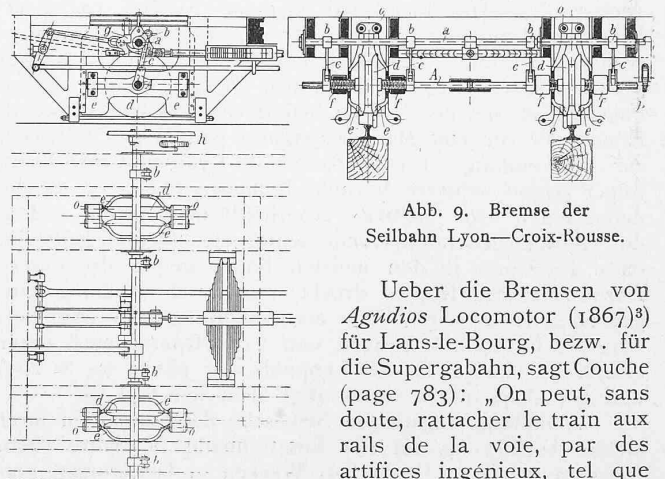 Abb. 9. Bremse der
Seilbahn Lyon—Croix-Rousse.
Ueber die Bremsen von
Agudios Locomotor (1867)³)
für Lans-le-Bourg, bezw. für
die Supergabahn, sagt Couche
(page 783): „On peut, sans
doute, rattacher le train aux
rails de la voie, par des
artifices ingénieux, tel que